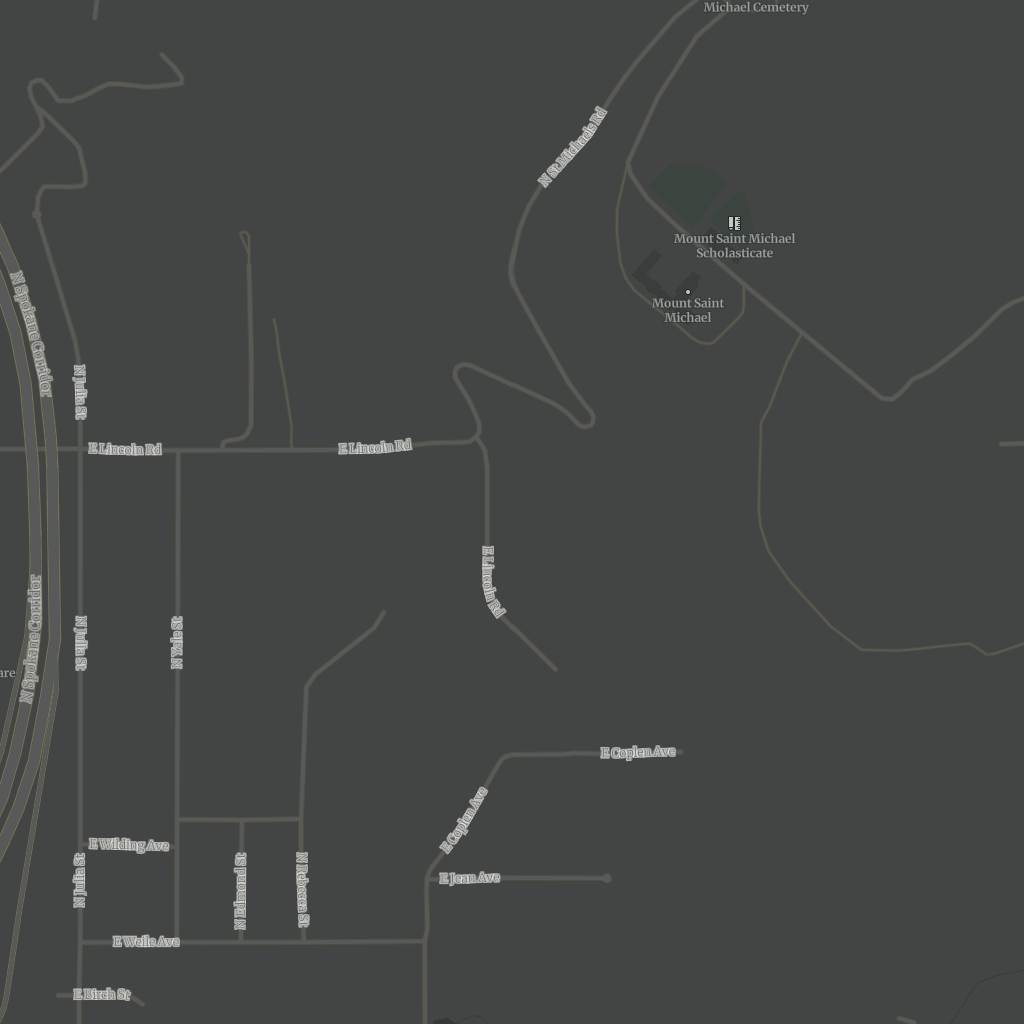 Michael Cemetery
N St Michaels Rd
Mount Saint Michael
Scholasticate
Mount Saint
Michael
N Spokane Corridor
N Julia St
E Lincoln Rd
E Lincoln Rd
E Lincoln Rd
N Spokane Corridor
N Julia St
N Yale St
are
E Coplen Ave
E Coplen Ave
E Wilding Ave
N Julia St
N Edmond St
N Rebecca St
E Jean Ave
E Weile Ave
E Birch St